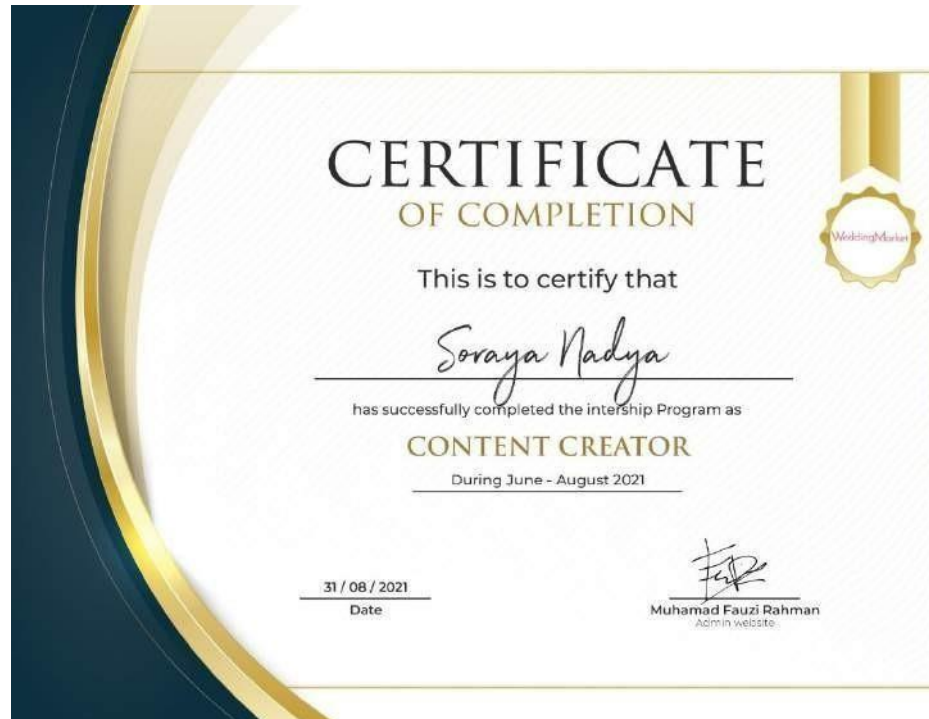 CERTIFICATE
OF COMPLETION
WeddingMarket
This is to certify that
Soraya Nadya
has successfully completed the intership Program as
CONTENT CREATOR
During June - August 2021
31 / 08 / 2021
Date
Muhamad Fauzi Rahman
Admin website